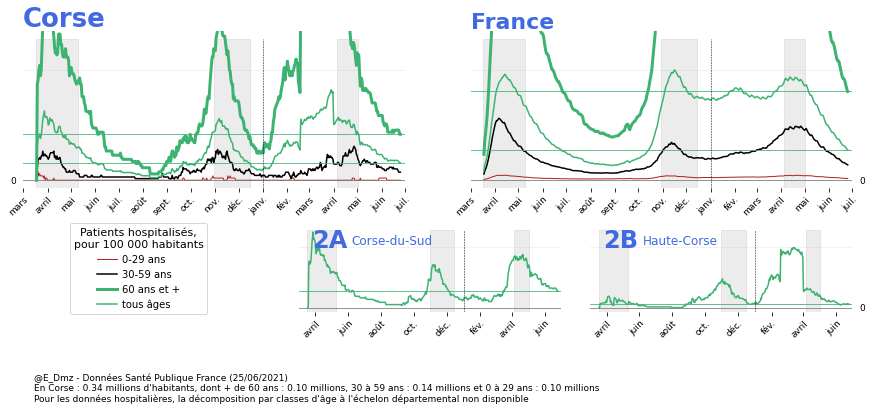 Corse
France
0
mars avril mai juin juil. août sept. oct. nov. déc. janv. fév. mars avril mai juin juil.
mars avril mai juin juil. août sept. oct. nov. déc. janv. fév. mars avril mai juin juil.
0
Patients hospitalisés,
pour 100 000 habitants
0-29 ans
30-59 ans
60 ans et +
tous âges
2A Corse-du-Sud
avril juin août oct. déc. fév. avril juin
2B Haute-Corse
0
avril juin août oct. déc. fév. avril juin
@E_Dmz - Données Santé Publique France (25/06/2021)
En Corse : 0.34 millions d'habitants, dont + de 60 ans : 0.10 millions, 30 à 59 ans : 0.14 millions et 0 à 29 ans : 0.10 millions
Pour les données hospitalières, la décomposition par classes d'âge à l'échelon départemental non disponible